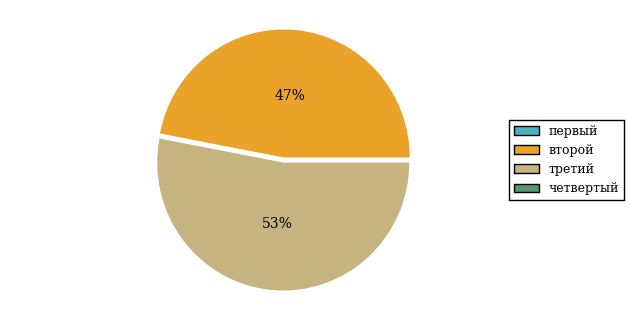 47%
53%
первый
второй
третий
четвертый